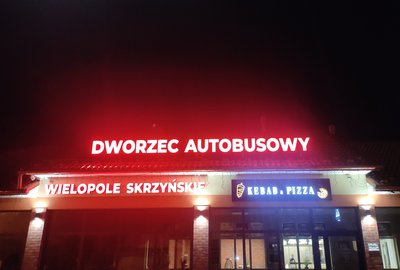 DWORZEC AUTOBUSOWY
WIELOPOLE SKRZYŃSKIE
KEBAB & PIZZA